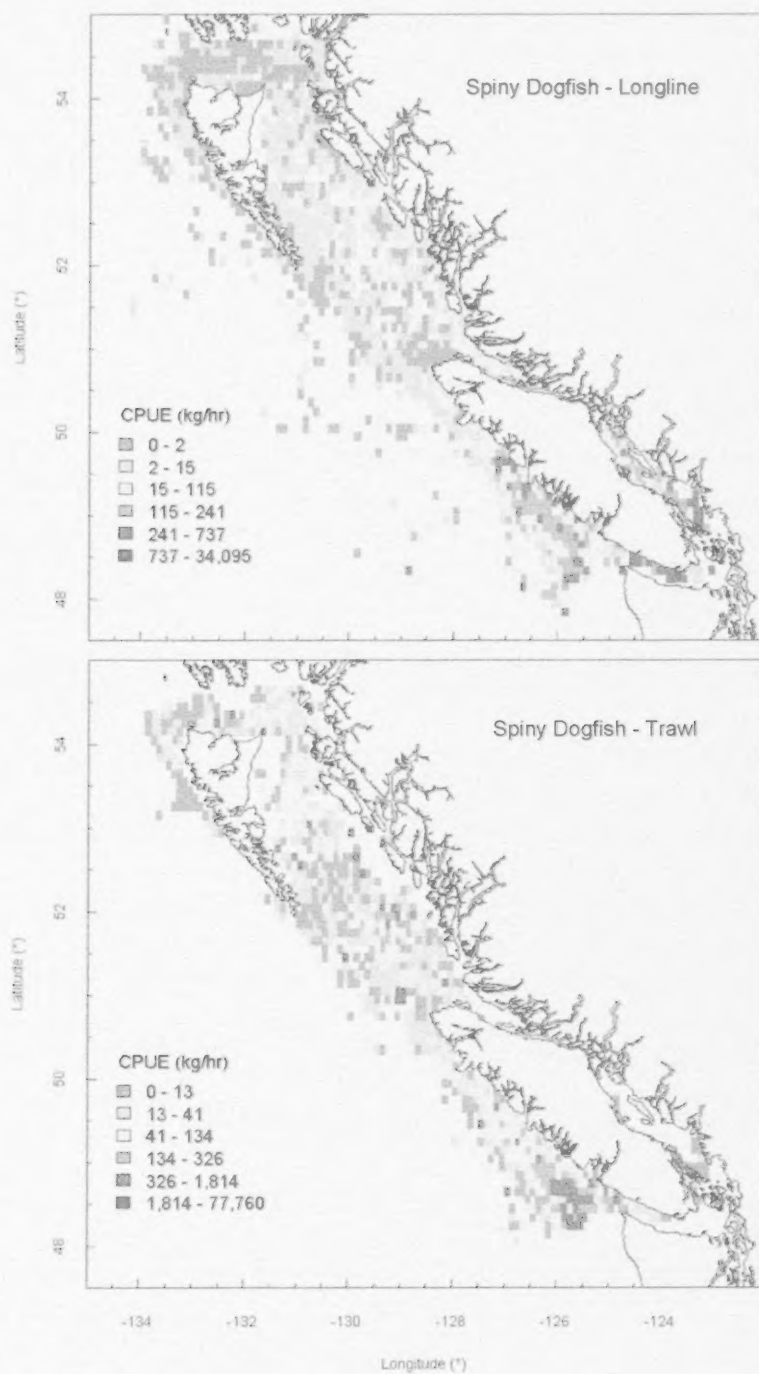 Spiny Dogfish - Longline
54
52
50
48
Latitude (°)
CPUE (kg/hr)
0 - 2
2 - 15
15 - 115
115 - 241
241 - 737
737 - 34,095
Spiny Dogfish - Trawl
54
52
50
48
Latitude (°)
CPUE (kg/hr)
0 - 13
13 - 41
41 - 134
134 - 326
326 - 1,814
1,814 - 77,760
-134 -132 -130 -128 -126 -124
Longitude (°)